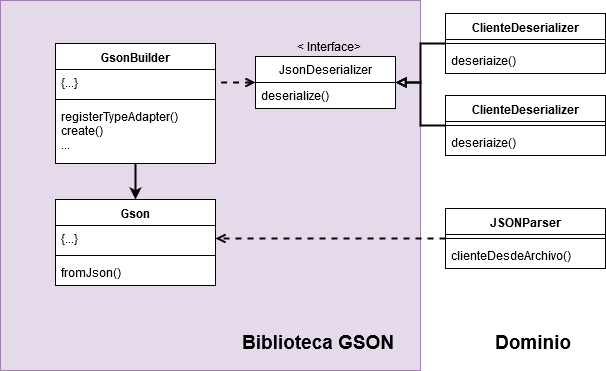 GsonBuilder
{...}
registerTypeAdapter()
create()
...
< Interface>
JsonDeserializer
deserialize()
ClienteDeserializer
deseriaize()
ClienteDeserializer
deseriaize()
Gson
{...}
fromJson()
JSONParser
clienteDesdeArchivo()
Biblioteca GSON
Dominio